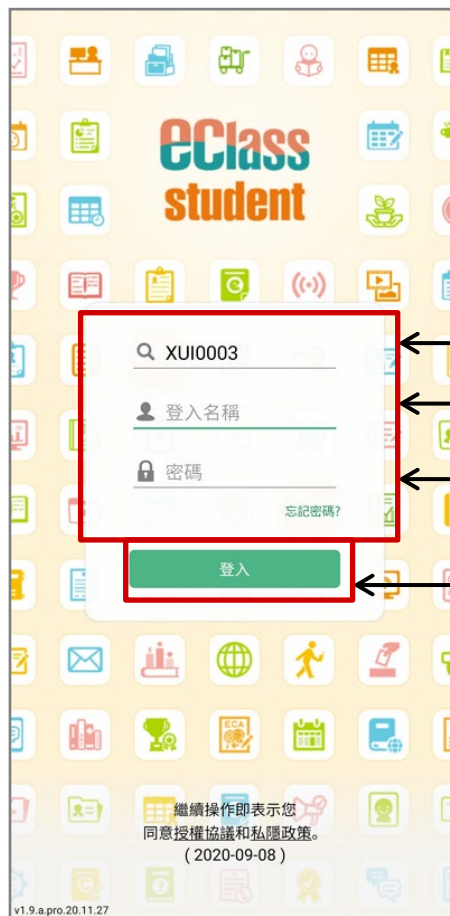 eClass
student
XUI0003
登入名稱
密碼
忘記密碼?
登入
ECA
繼續操作即表示您
同意授權協議和私隱政策。
( 2020-09-08 )
v1.9.a.pro.20.11.27